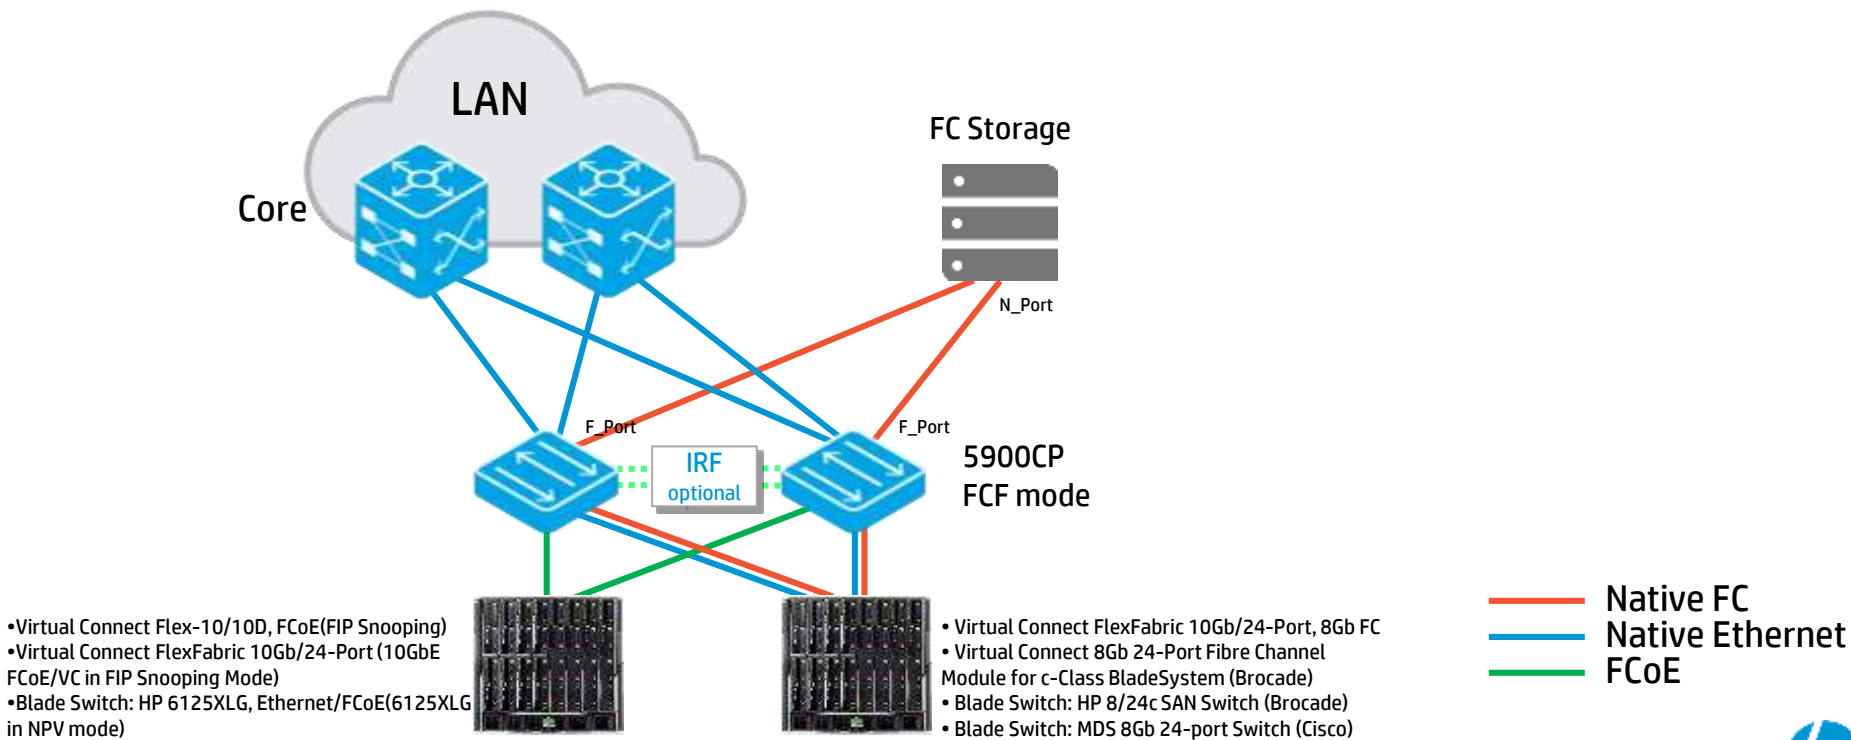 LAN
FC Storage
Core
N_Port
F_Port
F_Port
IRF
optional
5900CP
FCF mode
•Virtual Connect Flex-10/10D, FCoE(FIP Snooping)
•Virtual Connect FlexFabric 10Gb/24-Port (10GbE
FCoE/VC in FIP Snooping Mode)
•Blade Switch: HP 6125XLG, Ethernet/FCoE(6125XLG
in NPV mode)
• Virtual Connect FlexFabric 10Gb/24-Port, 8Gb FC
• Virtual Connect 8Gb 24-Port Fibre Channel
Module for c-Class BladeSystem (Brocade)
• Blade Switch: HP 8/24c SAN Switch (Brocade)
• Blade Switch: MDS 8Gb 24-port Switch (Cisco)
Native FC
Native Ethernet
FCoE